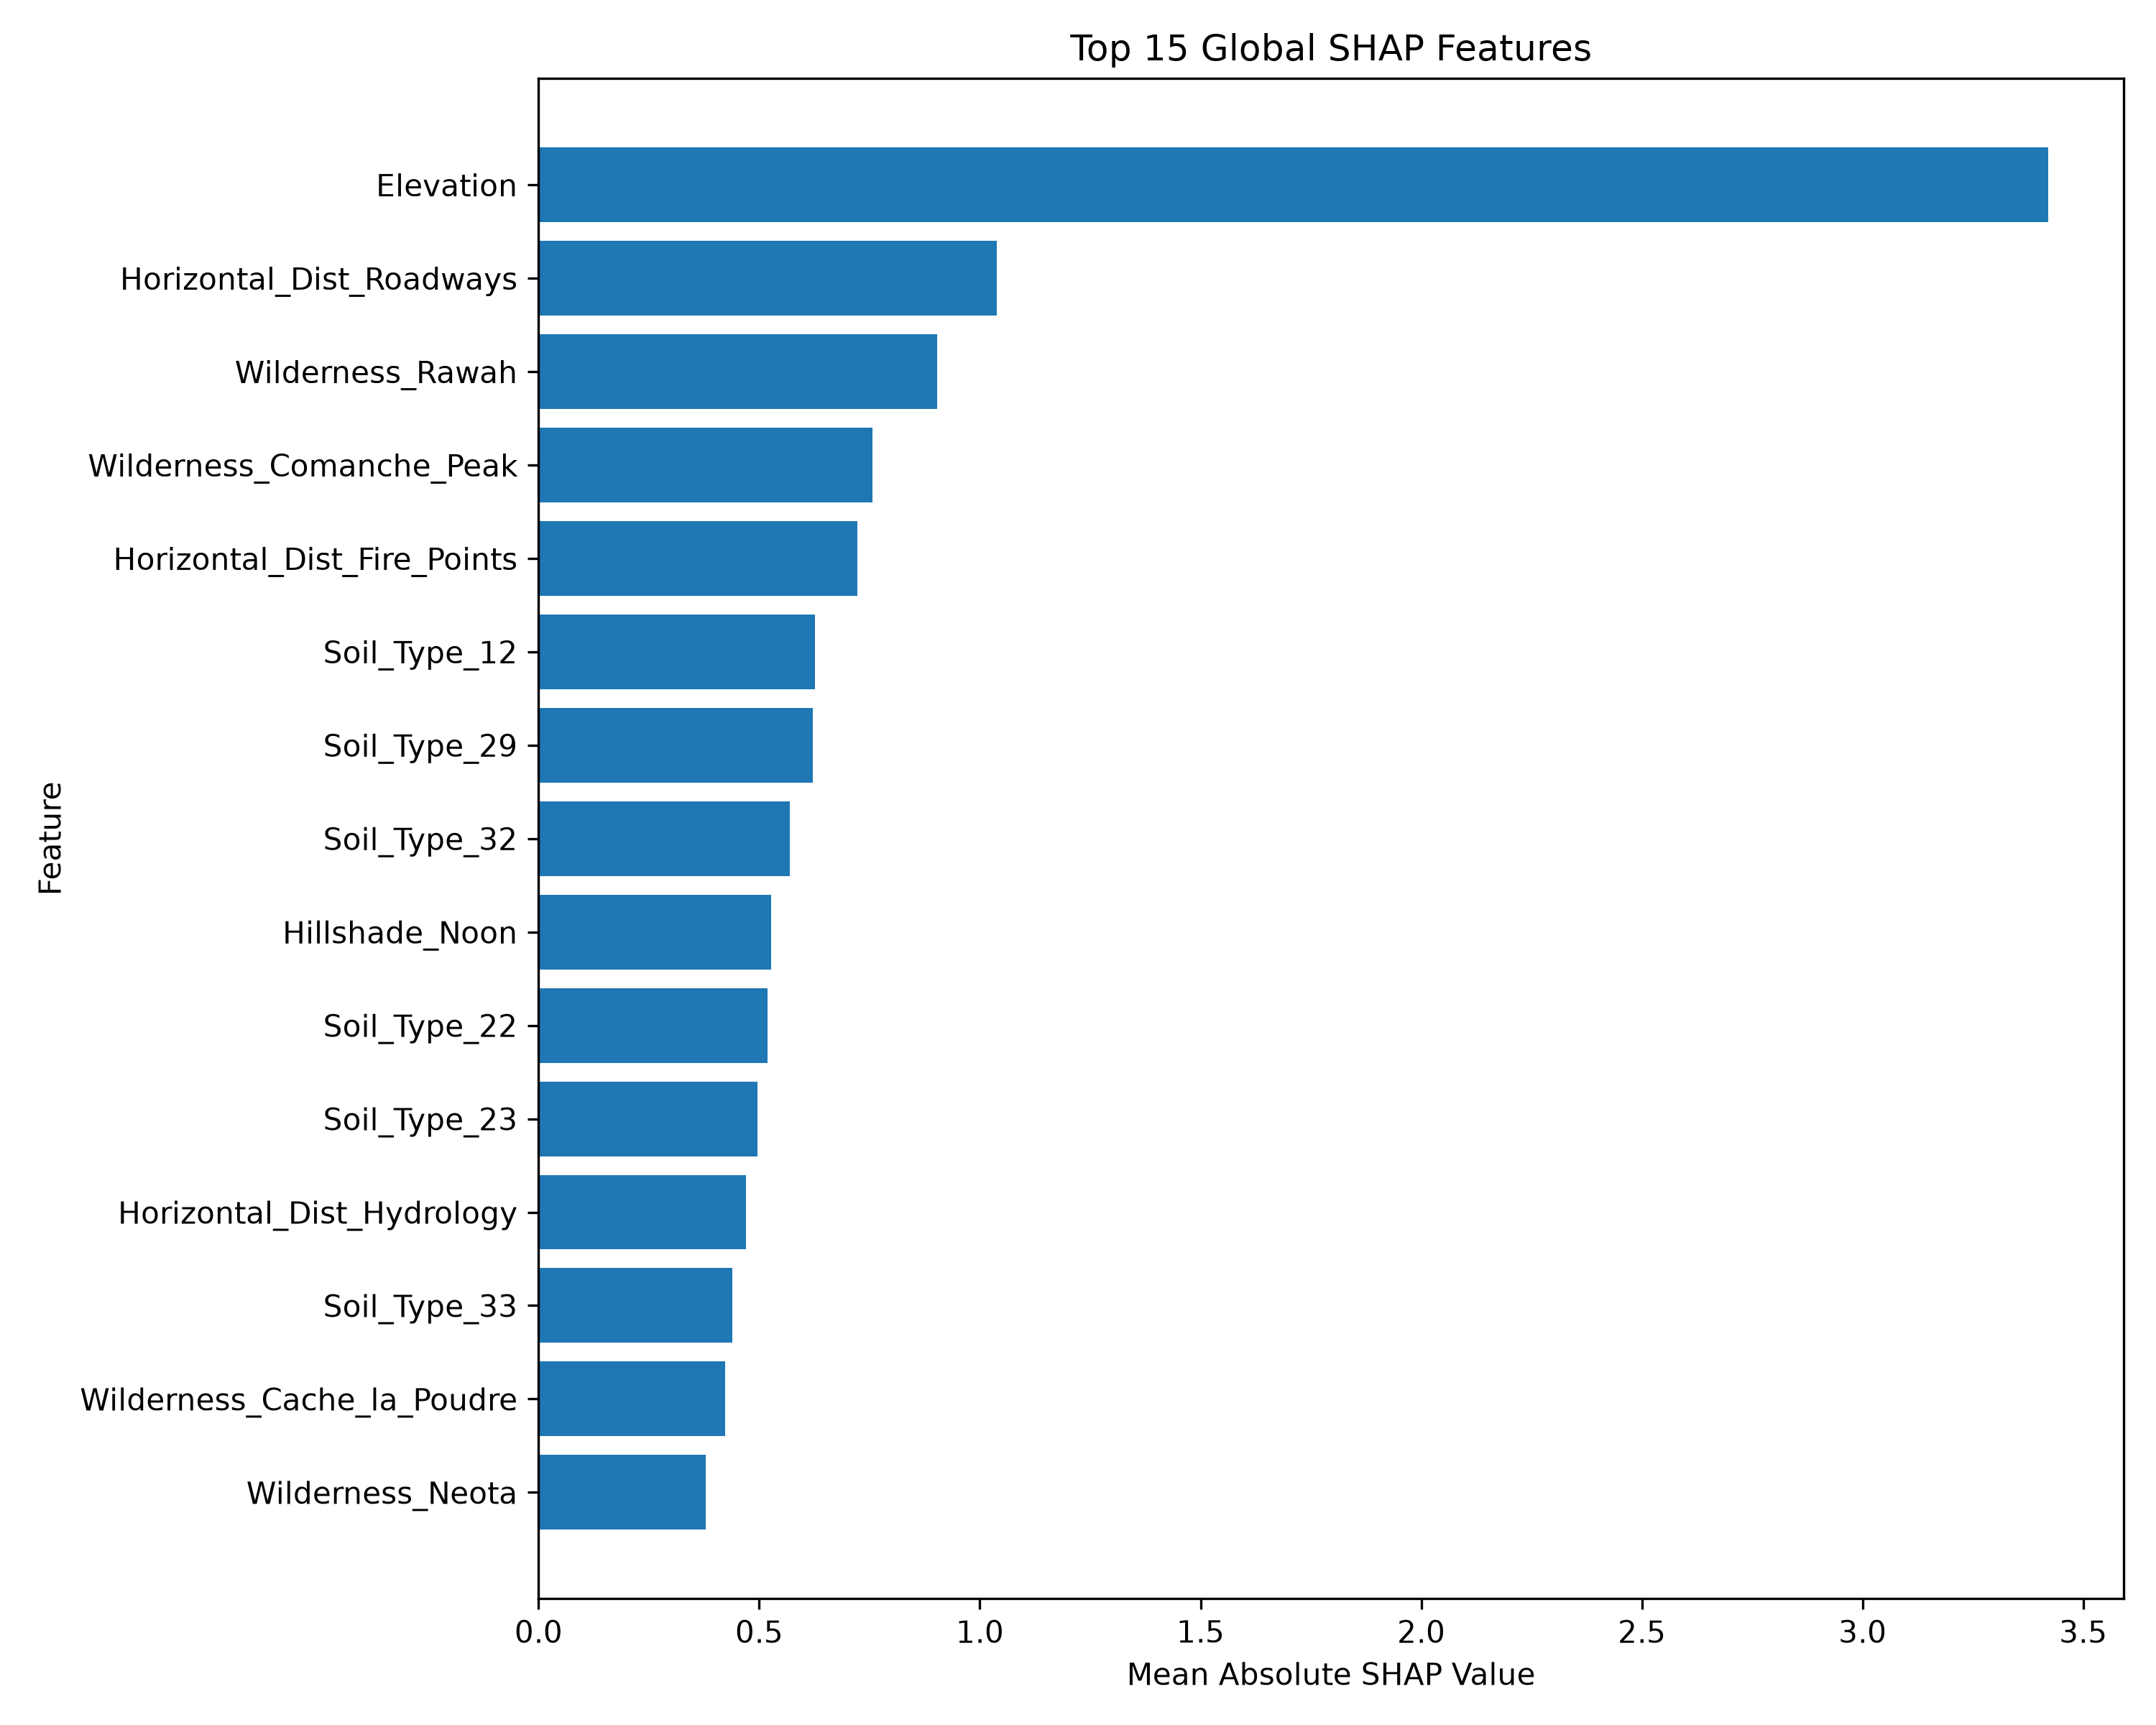 Top 15 Global SHAP Features
Feature
Elevation
Horizontal_Dist_Roadways
Wilderness_Rawah
Wilderness_Comanche_Peak
Horizontal_Dist_Fire_Points
Soil_Type_12
Soil_Type_29
Soil_Type_32
Hillshade_Noon
Soil_Type_22
Soil_Type_23
Horizontal_Dist_Hydrology
Soil_Type_33
Wilderness_Cache_la_Poudre
Wilderness_Neota
0.0 0.5 1.0 1.5 2.0 2.5 3.0 3.5
Mean Absolute SHAP Value